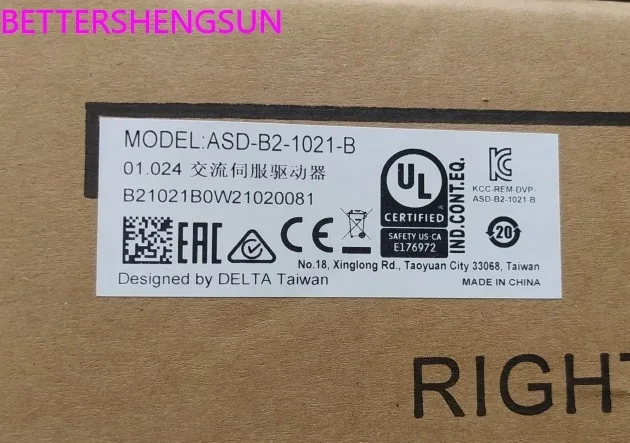 BETTERSHENGSUN
MODEL:ASD-B2-1021-B
01.024 交流伺服驱动器
B21021B0W21020081
EAC
CE
UL
CERTIFIED
SAFETY US-CA
E176972
IND.CONT.EQ.
KC
KCC-REM-DVP-
ASD-B2-1021-B
20
No.18, Xinglong Rd., Taoyuan City 33068, Taiwan
Designed by DELTA Taiwan
MADE IN CHINA
RIGHT